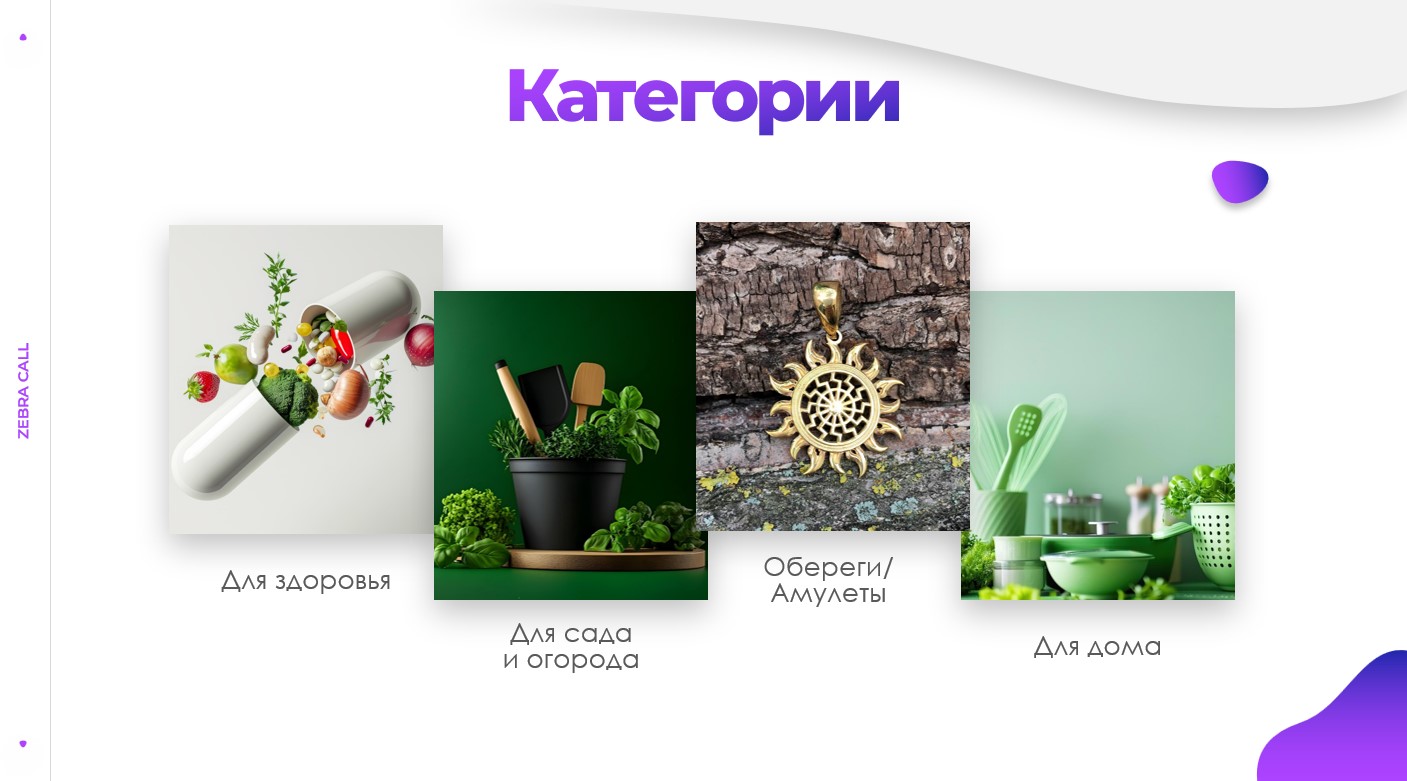 Категории
ZEBRA CALL
Для здоровья
Для сада
и огорода
Обереги/
Амулеты
Для дома